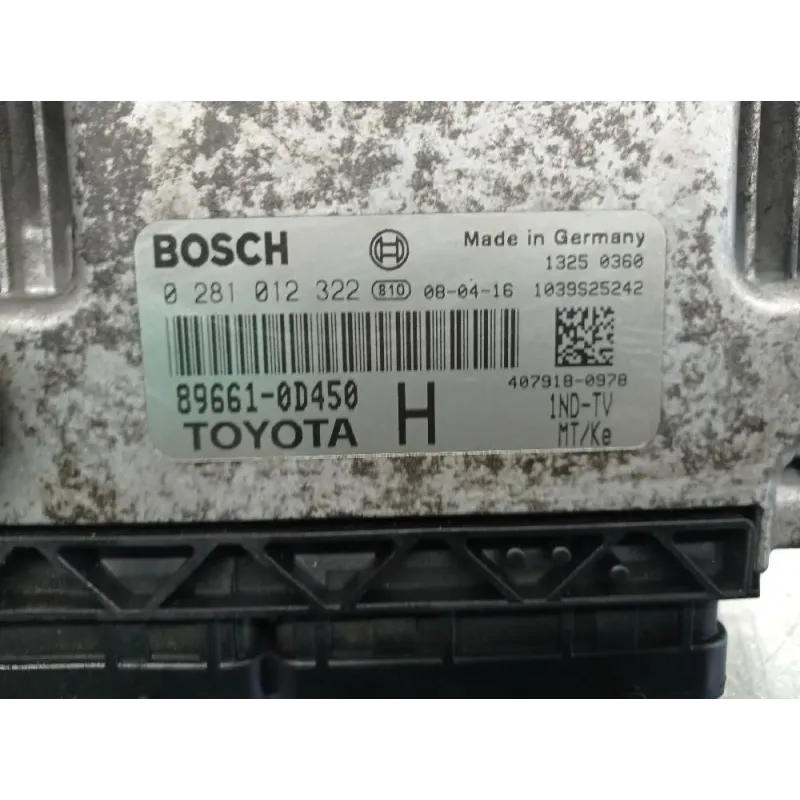 BOSCH Made in Germany
1325 0360
0 281 012 322 810 08-04-16 1039S25242
407918-0978
89661-0D450 H 1ND-TV
TOYOTA MT/Ke